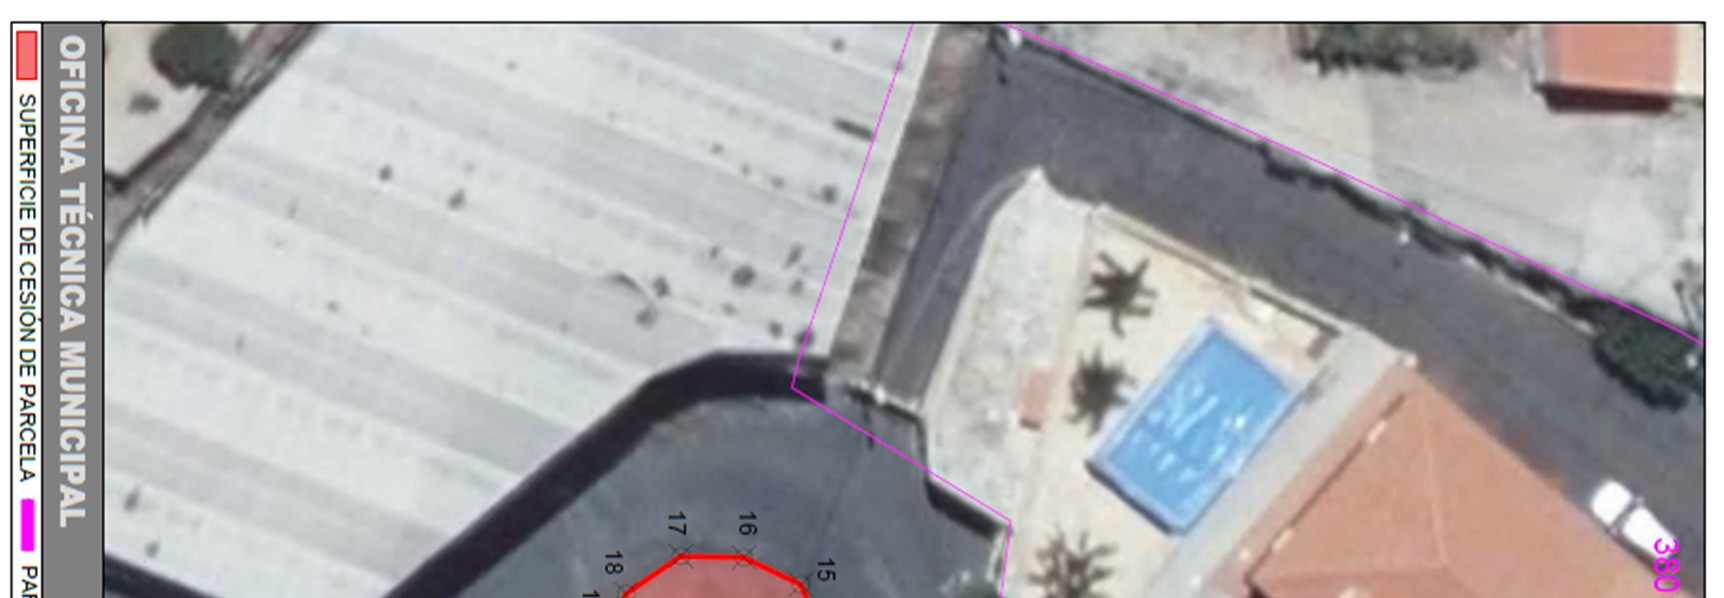 OFICINA TÉCNICA MUNICIPAL
SUPERFICIE DE CESIÓN DE PARCELA
17
16
15
18
380